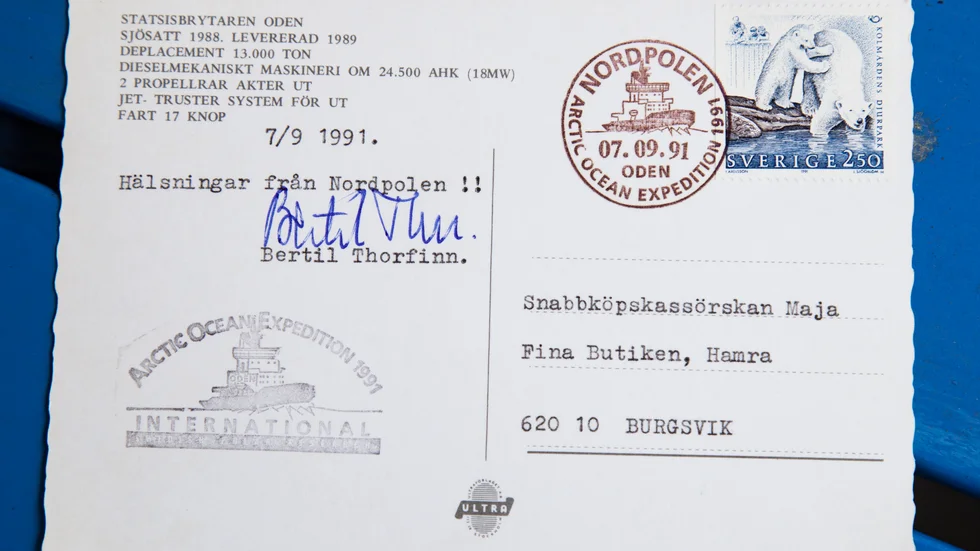 STATSISBRYTAREN ODEN
SJÖSATT 1988. LEVERERAD 1989
DEPLACEMENT 13.000 TON
DIESELMEKANISKT MASKINERI OM 24.500 AHK (18MW)
2 PROPELLRAR AKTER UT
JET- TRUSTER SYSTEM FÖR UT
FART 17 KNOP
7/9 1991.
Hälsningar från Nordpolen !!
Bertil Thorfinn.
ARCTIC OCEAN EXPEDITION 1991
ODEN
INTERNATIONAL
NORDPOLEN 1991
07.09.91
ODEN
ARCTIC OCEAN EXPEDITION
KOLMÅRDENS DJURPARK
SVERIGE 2.50
Snabbköpskassörskan Maja
Fina Butiken, Hamra
620 10 BURGSVIK
ULTRA